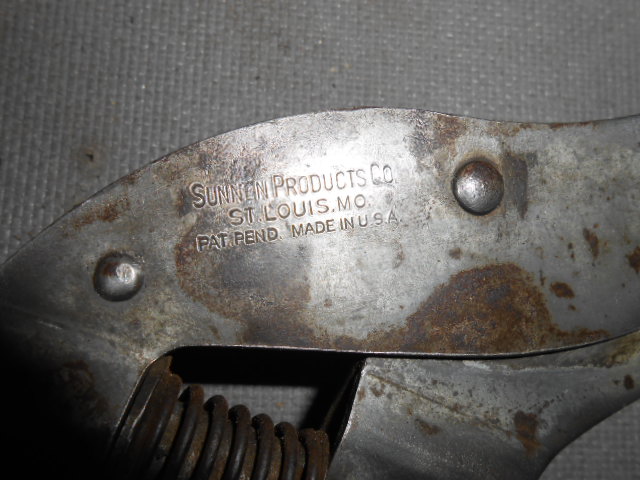 SUNNEN PRODUCTS CO.
ST. LOUIS, MO.
PAT. PEND. MADE IN U.S.A.